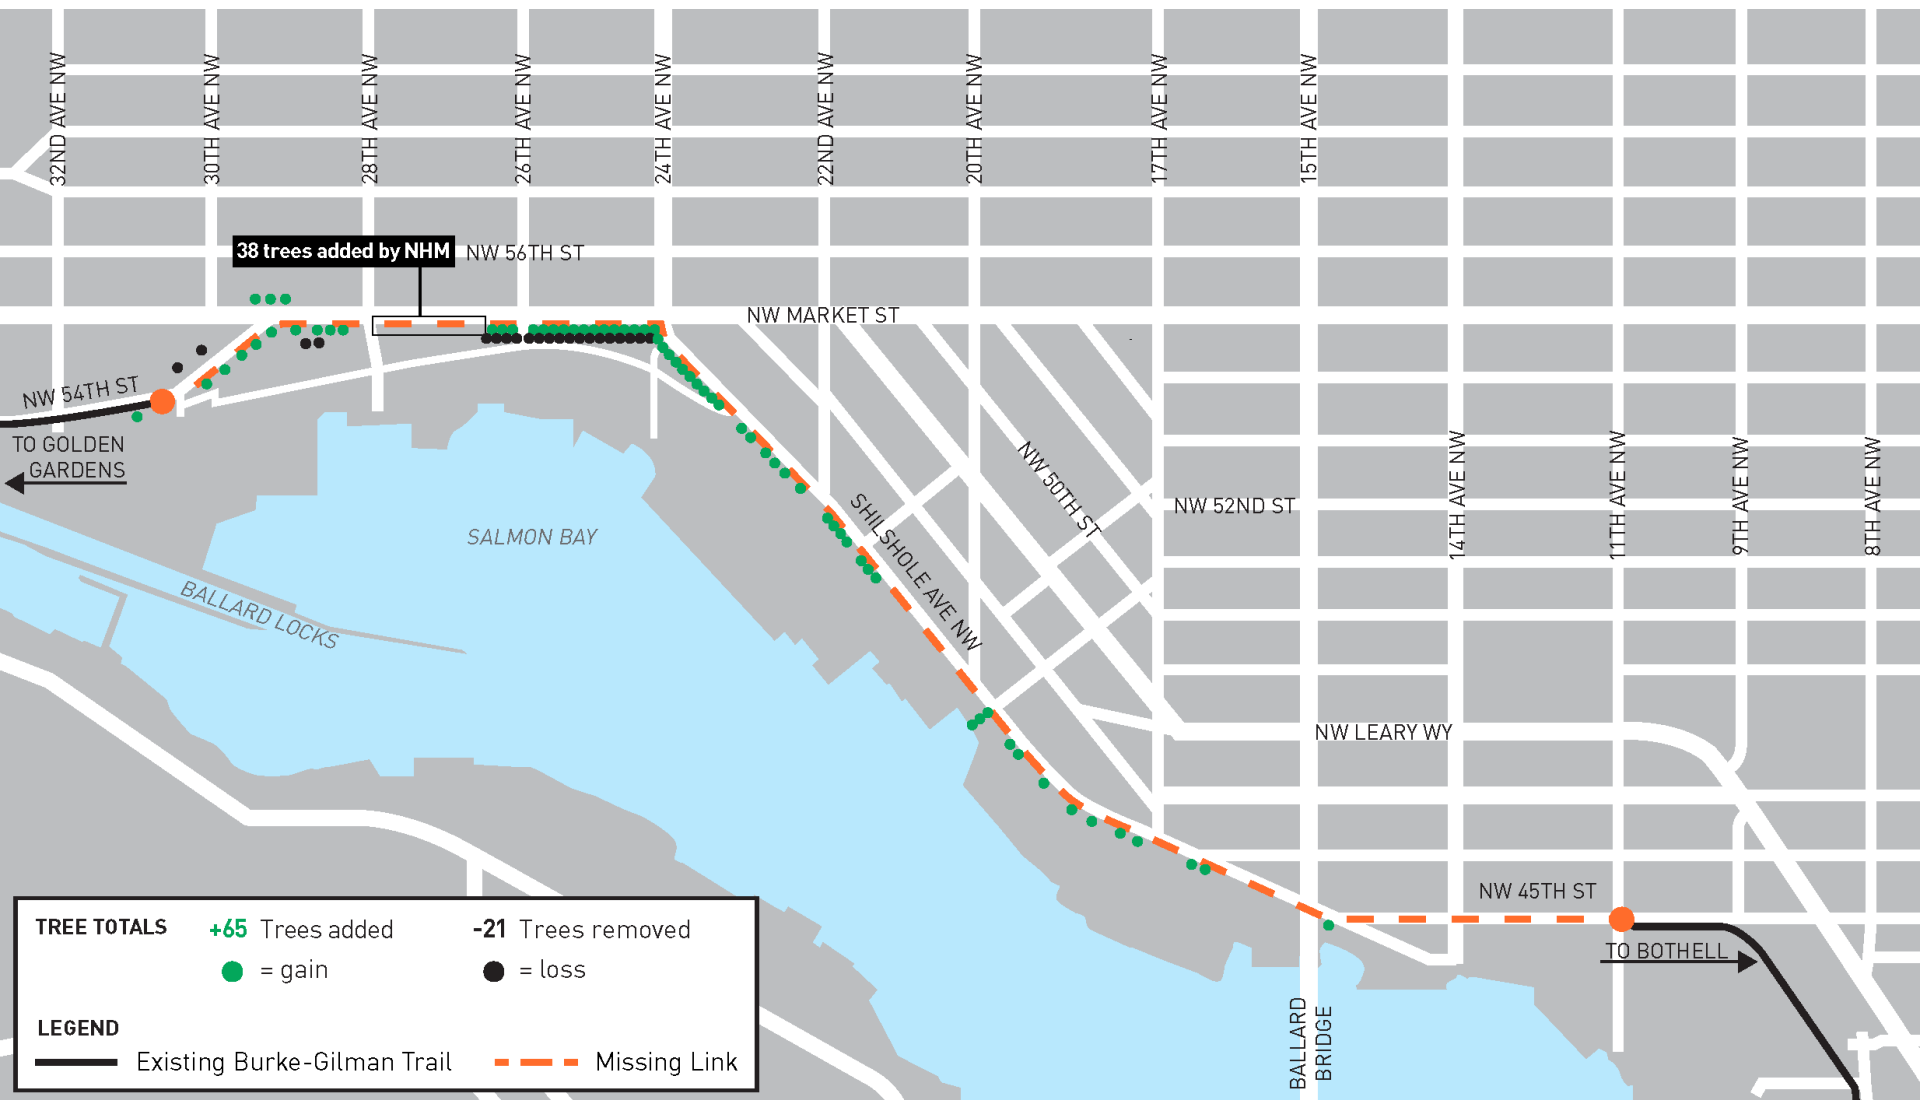 32ND AVE NW
30TH AVE NW
28TH AVE NW
26TH AVE NW
24TH AVE NW
22ND AVE NW
20TH AVE NW
17TH AVE NW
15TH AVE NW
38 trees added by NHM
NW 56TH ST
NW MARKET ST
NW 54TH ST
TO GOLDEN
GARDENS
SALMON BAY
BALLARD LOCKS
SHILSHOLE AVE NW
NW 50TH ST
NW 52ND ST
14TH AVE NW
11TH AVE NW
9TH AVE NW
8TH AVE NW
NW LEARY WY
NW 45TH ST
TO BOTHELL
BALLARD
BRIDGE
TREE TOTALS
+65 Trees added
-21 Trees removed
= gain
= loss
LEGEND
Existing Burke-Gilman Trail
Missing Link